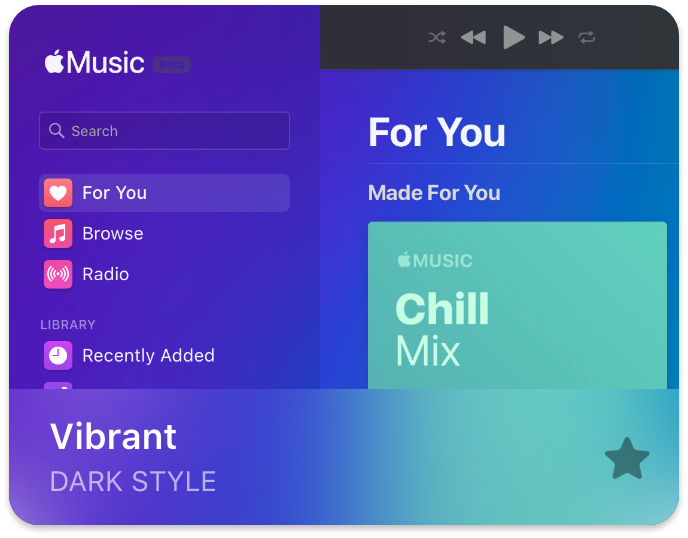 Music Beta
Search
For You
Browse
Radio
LIBRARY
Recently Added
For You
Made For You
MUSIC
Chill
Mix
Vibrant
DARK STYLE